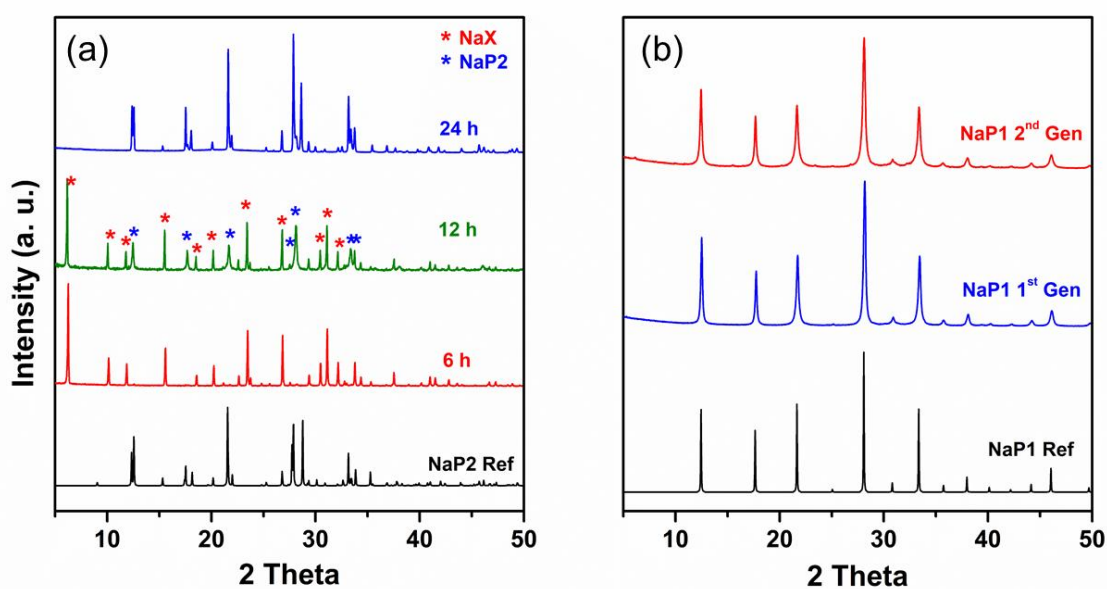 (a)
* NaX
* NaP2
24 h
12 h
6 h
NaP2 Ref
Intensity (a. u.)
10 20 30 40 50
2 Theta
(b)
NaP1 2nd Gen
NaP1 1st Gen
NaP1 Ref
10 20 30 40 50
2 Theta